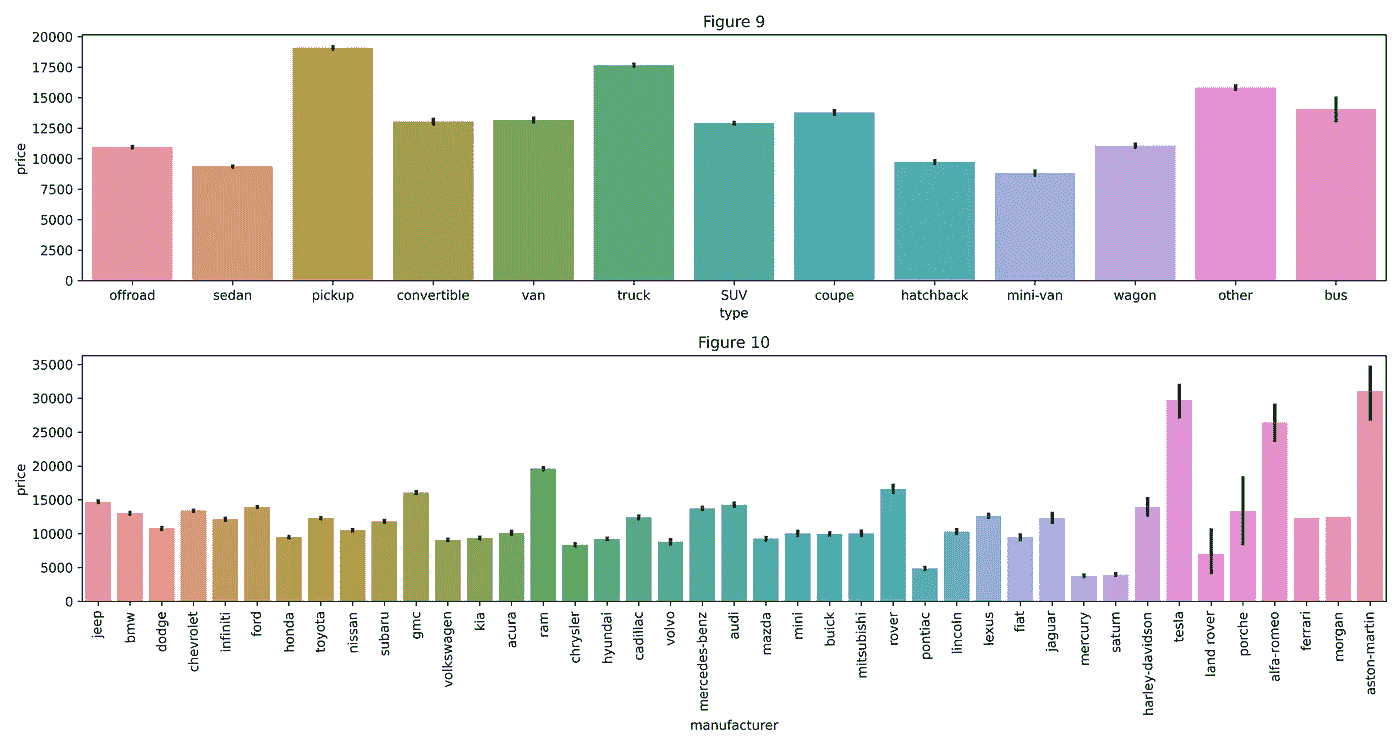 Figure 9
20000
17500
15000
12500
10000
7500
5000
2500
0
price
offroad sedan pickup convertible van truck SUV coupe hatchback mini-van wagon other bus
type
Figure 10
35000
30000
25000
20000
15000
10000
5000
0
price
jeep
bmw
dodge
chevrolet
infiniti
ford
honda
toyota
nissan
subaru
gmc
volkswagen
kia
acura
ram
chrysler
hyundai
cadillac
volvo
mercedes-benz
audi
mazda
mini
buick
mitsubishi
rover
pontiac
lincoln
lexus
fiat
jaguar
mercury
saturn
harley-davidson
tesla
land rover
porche
alfa-romeo
ferrari
morgan
aston-martin
manufacturer